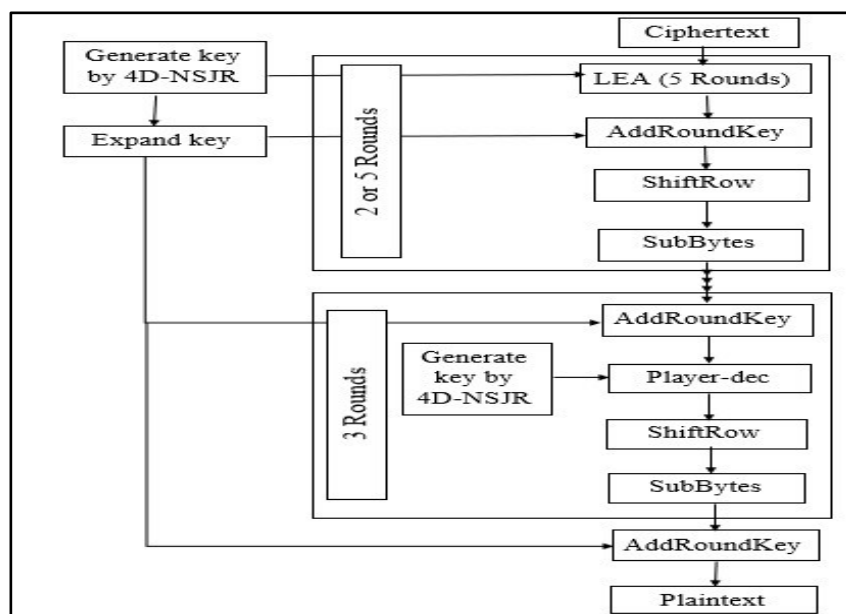 Ciphertext
Generate key
by 4D-NSJR
LEA (5 Rounds)
Expand key
AddRoundKey
2 or 5 Rounds
ShiftRow
SubBytes
AddRoundKey
Generate
key by
4D-NSJR
Player-dec
3 Rounds
ShiftRow
SubBytes
AddRoundKey
Plaintext